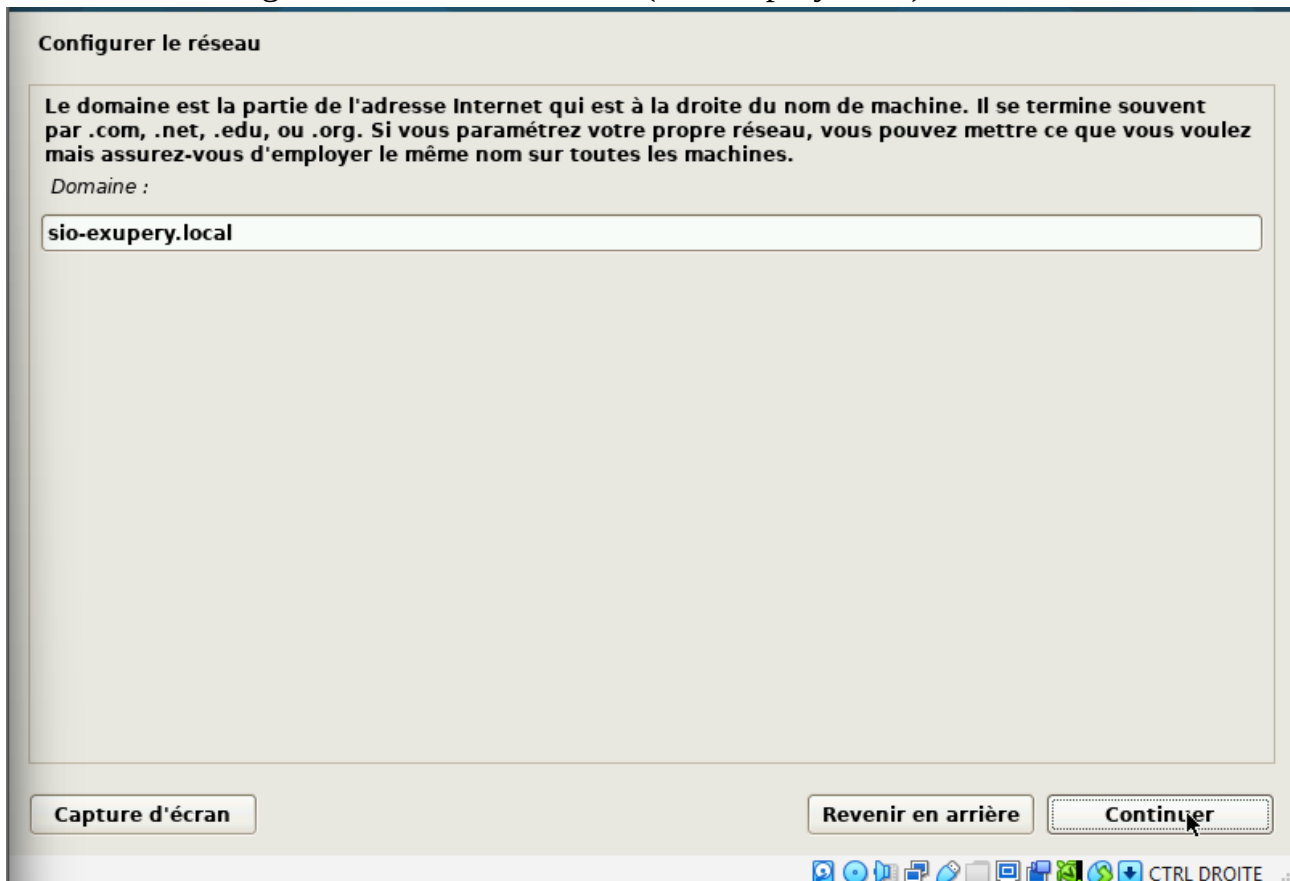 Configurer le réseau
Le domaine est la partie de l'adresse Internet qui est à la droite du nom de machine. Il se termine souvent
par .com, .net, .edu, ou .org. Si vous paramétrez votre propre réseau, vous pouvez mettre ce que vous voulez
mais assurez-vous d'employer le même nom sur toutes les machines.
Domaine :
sio-exupery.local
Capture d'écran
Revenir en arrière
Continuer
CTRL DROITE